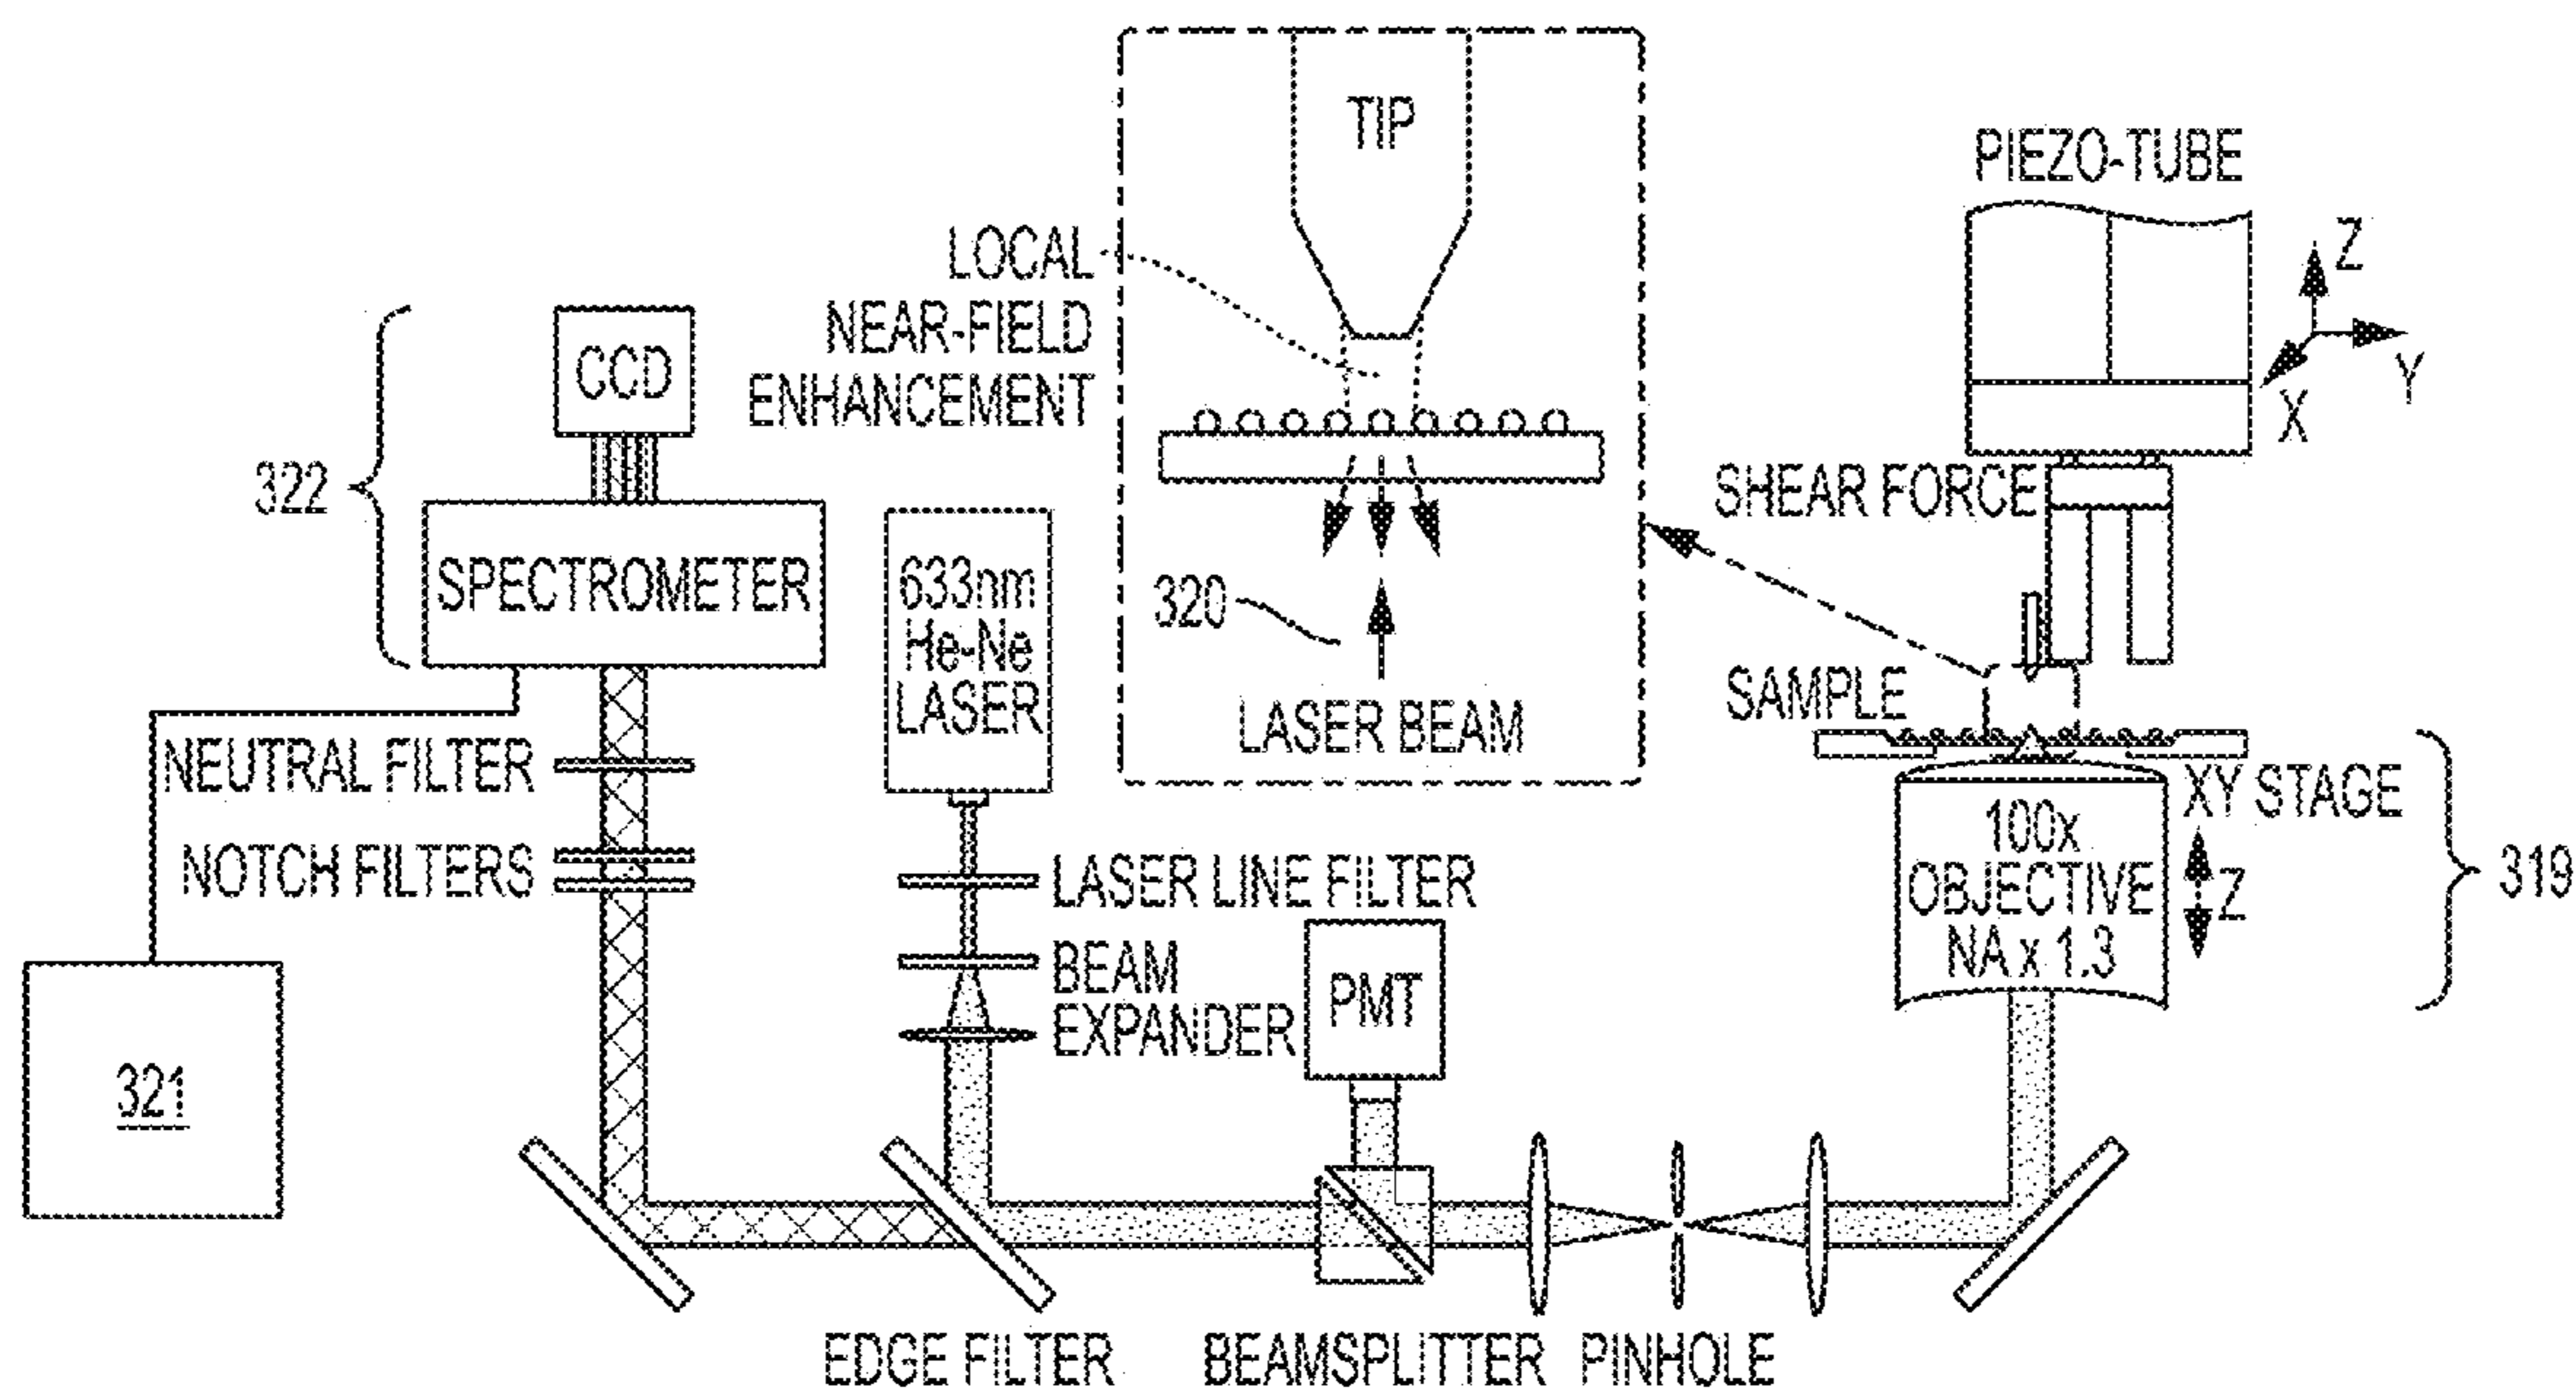 TIP
PIEZO-TUBE
LOCAL
NEAR-FIELD
ENHANCEMENT
Z
Y
X
CCD
322
SPECTROMETER
633nm
He-Ne
LASER
320
LASER BEAM
SHEAR FORCE
SAMPLE
XY STAGE
100x
OBJECTIVE
NA x 1.3
Z
319
NEUTRAL FILTER
NOTCH FILTERS
LASER LINE FILTER
BEAM
EXPANDER
PMT
321
EDGE FILTER
BEAMSPLITTER
PINHOLE